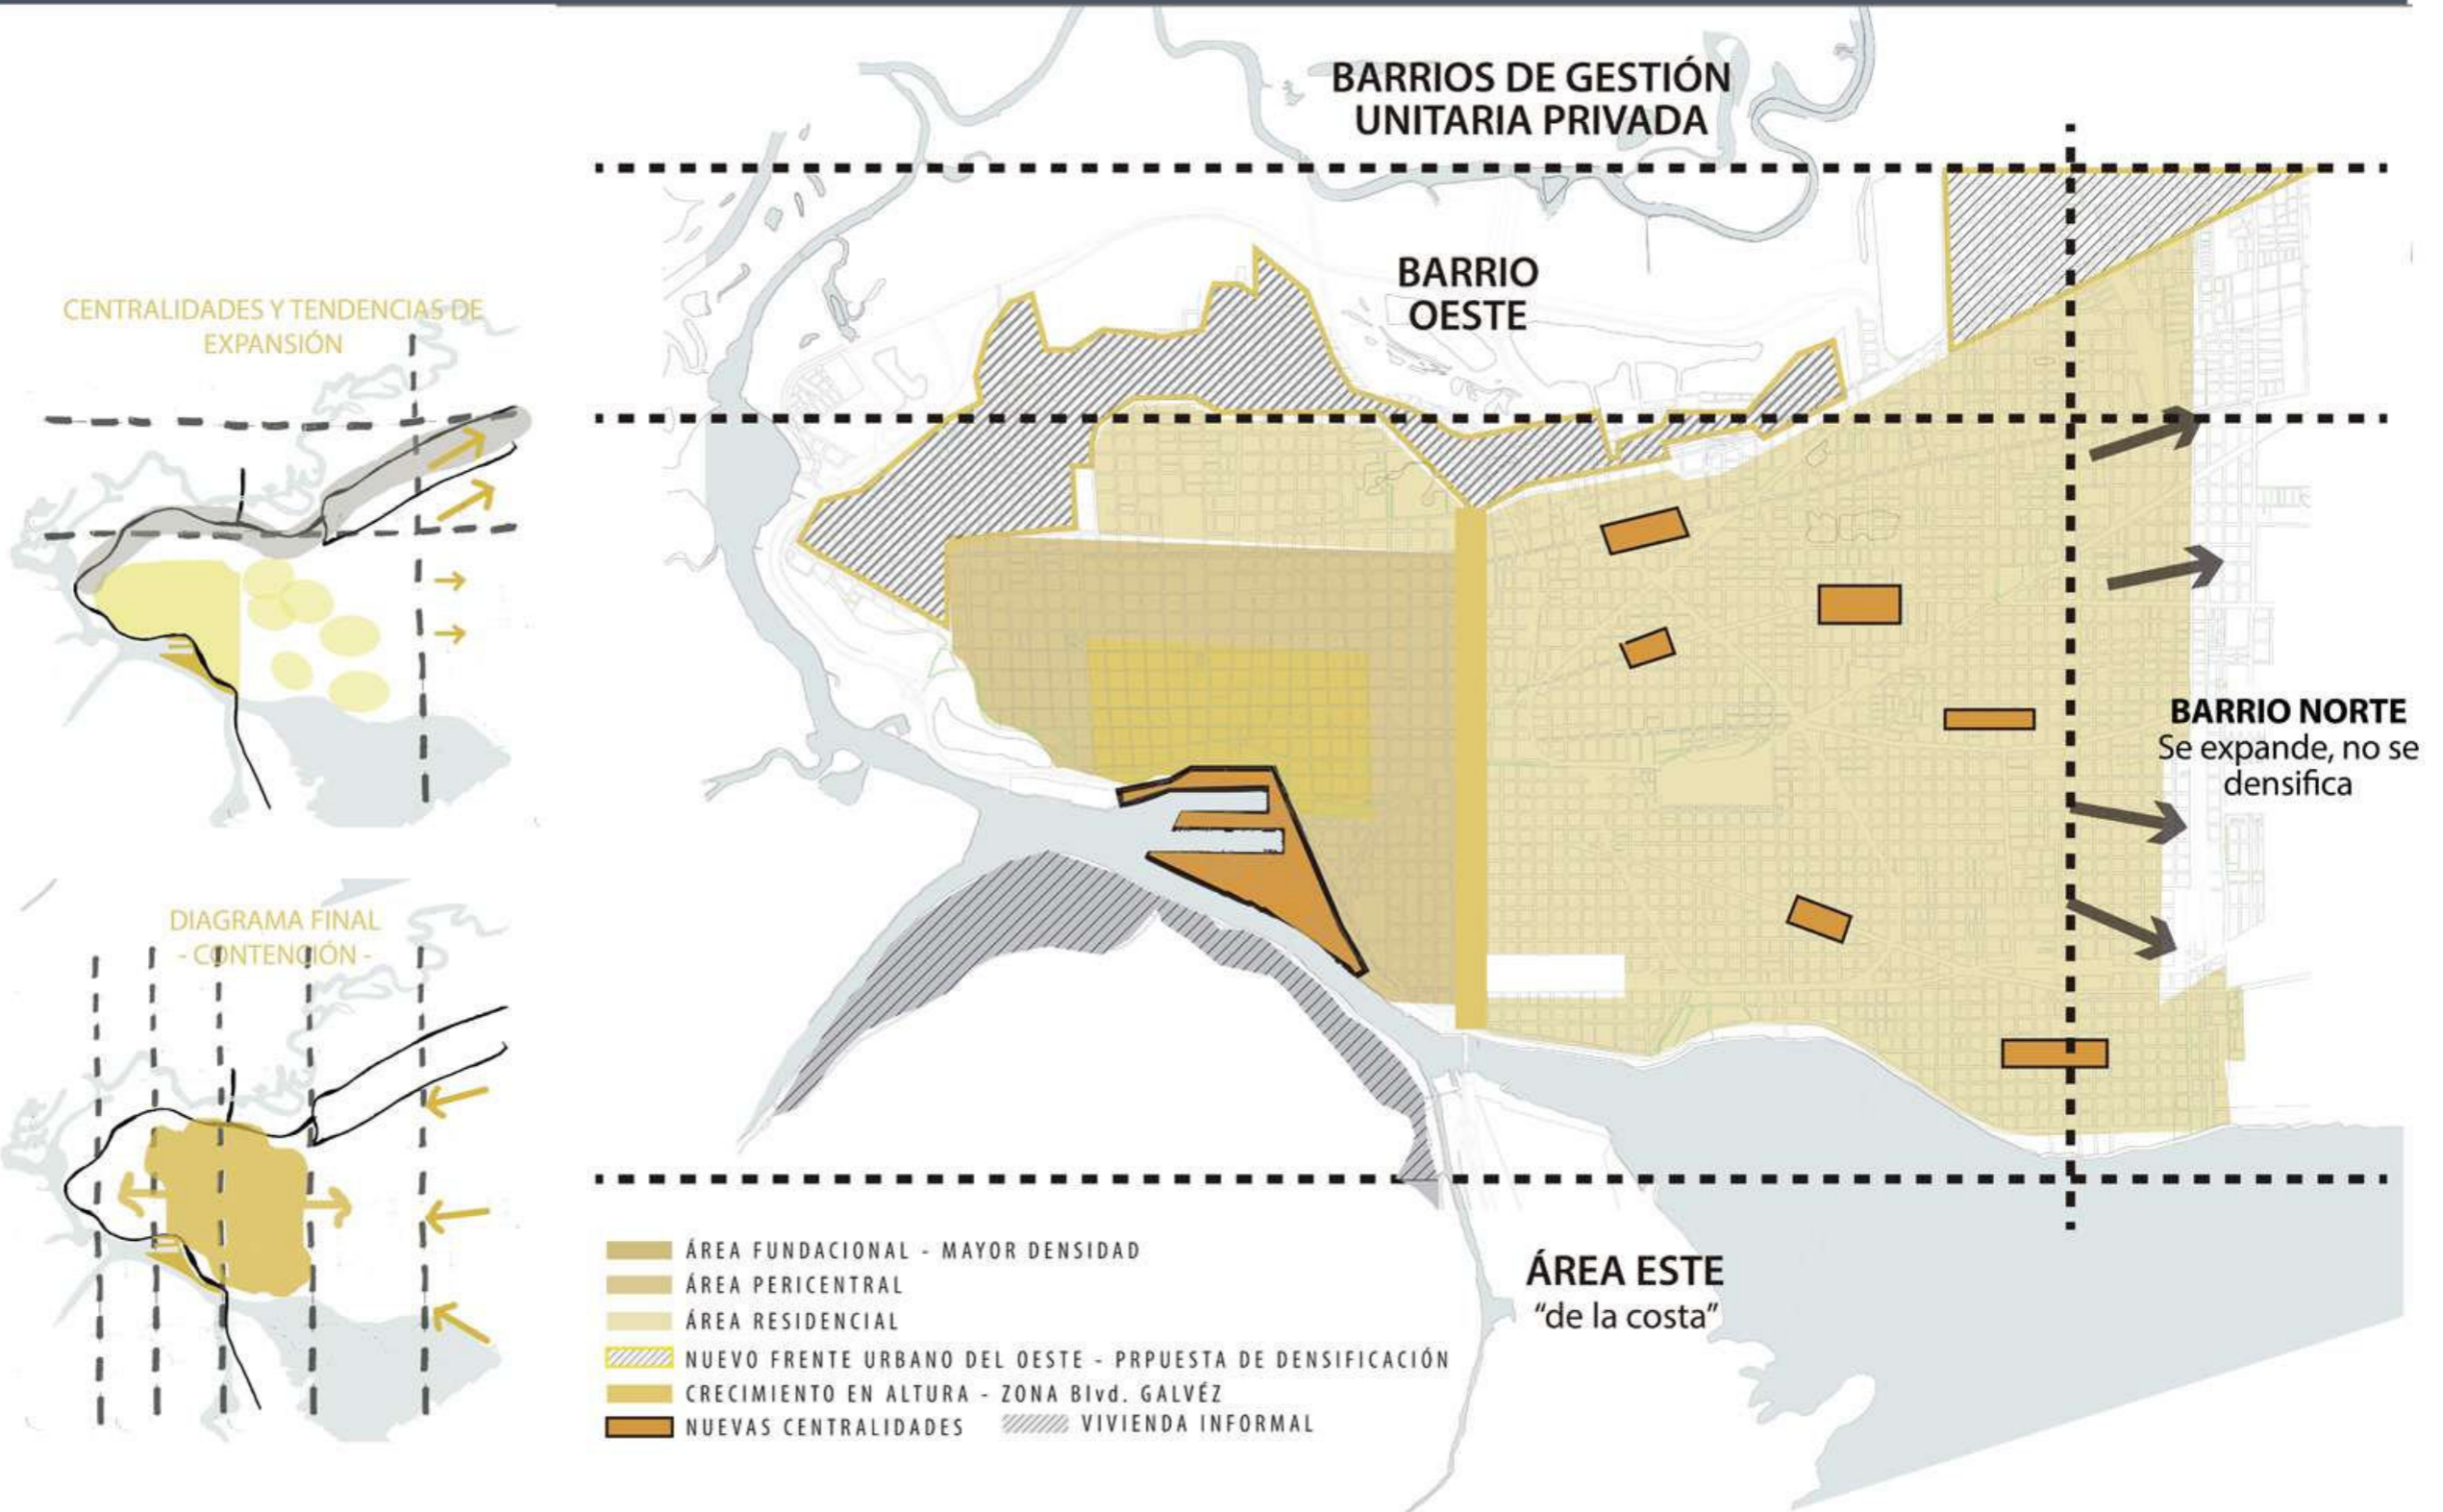 BARRIOS DE GESTIÓN
UNITARIA PRIVADA
BARRIO
OESTE
CENTRALIDADES Y TENDENCIAS DE
EXPANSIÓN
BARRIO NORTE
Se expande, no se
densifica
DIAGRAMA FINAL
- CONTENCIÓN -
ÁREA ESTE
“de la costa”
ÁREA FUNDACIONAL - MAYOR DENSIDAD
ÁREA PERICENTRAL
ÁREA RESIDENCIAL
NUEVO FRENTE URBANO DEL OESTE - PRPUESTA DE DENSIFICACIÓN
CRECIMIENTO EN ALTURA - ZONA Blvd. GALVÉZ
NUEVAS CENTRALIDADES VIVIENDA INFORMAL